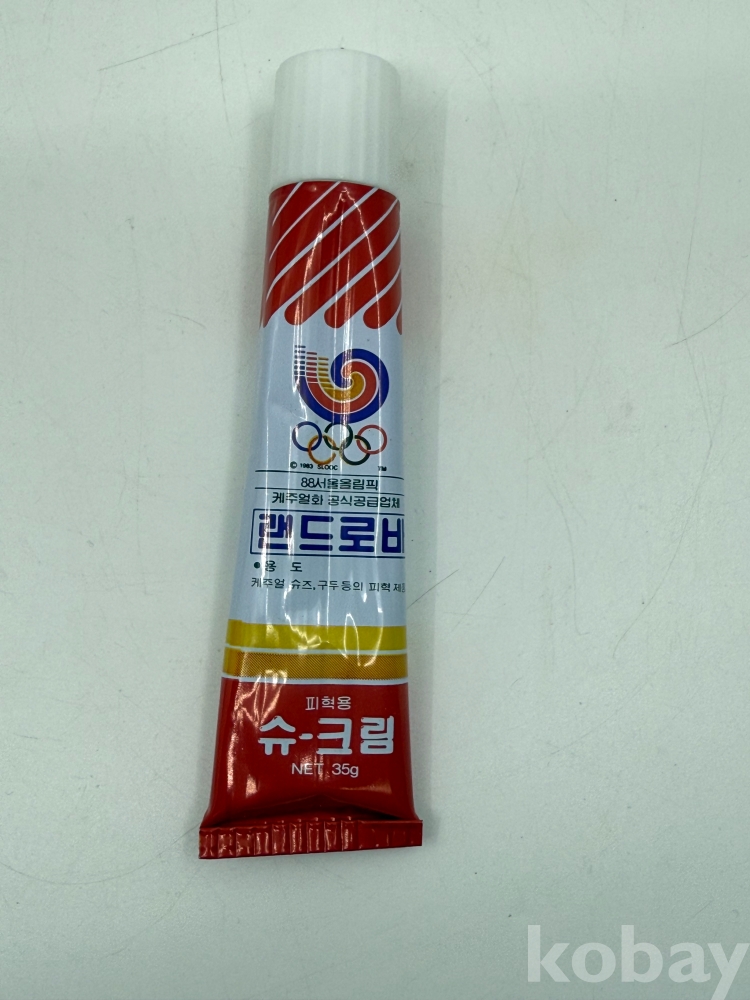 © 1983 SLOOC TM
88서울올림픽
케주얼화 공식공급업체
랜드로바
•용 도
케주얼 슈즈,구두등의 피혁 제
피혁용
슈-크림
NET 35g
kobay